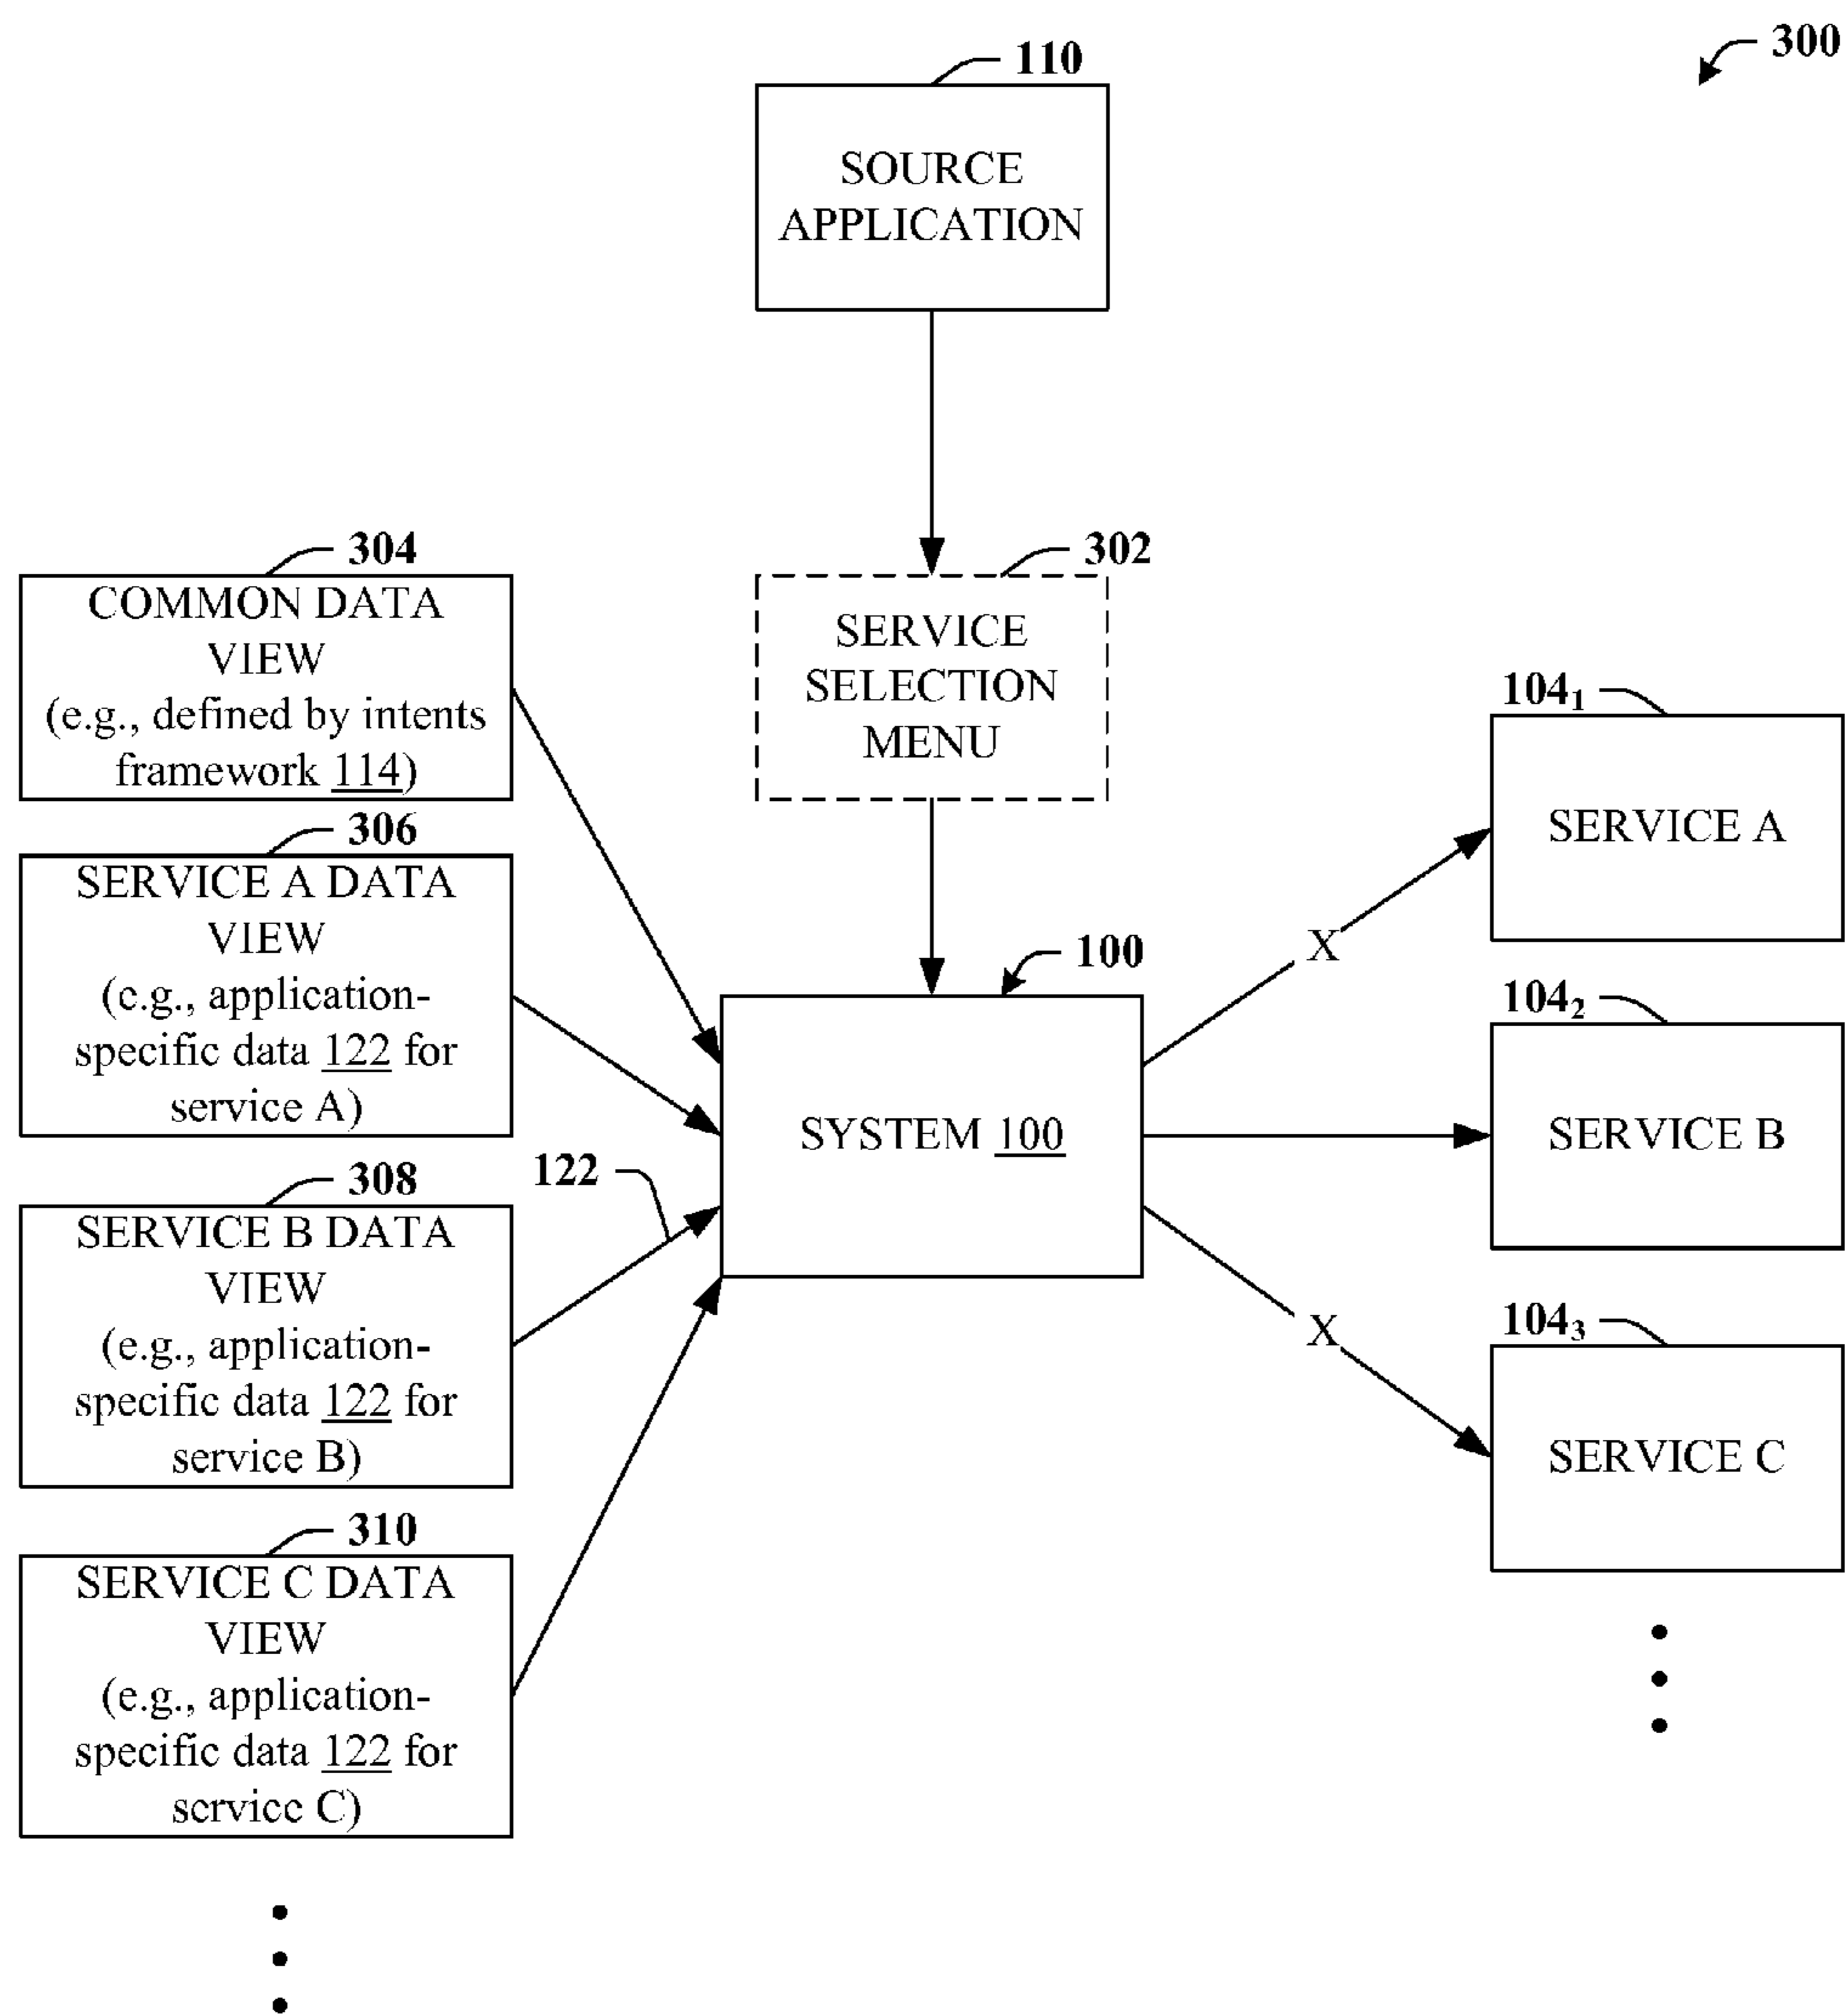 300
110
SOURCE
APPLICATION
304
COMMON DATA
VIEW
(e.g., defined by intents
framework 114)
302
SERVICE
SELECTION
MENU
306
SERVICE A DATA
VIEW
(e.g., application-
specific data 122 for
service A)
308
SERVICE B DATA
VIEW
(e.g., application-
specific data 122 for
service B)
310
SERVICE C DATA
VIEW
(e.g., application-
specific data 122 for
service C)
122
100
SYSTEM 100
X
X
104₁
SERVICE A
104₂
SERVICE B
104₃
SERVICE C